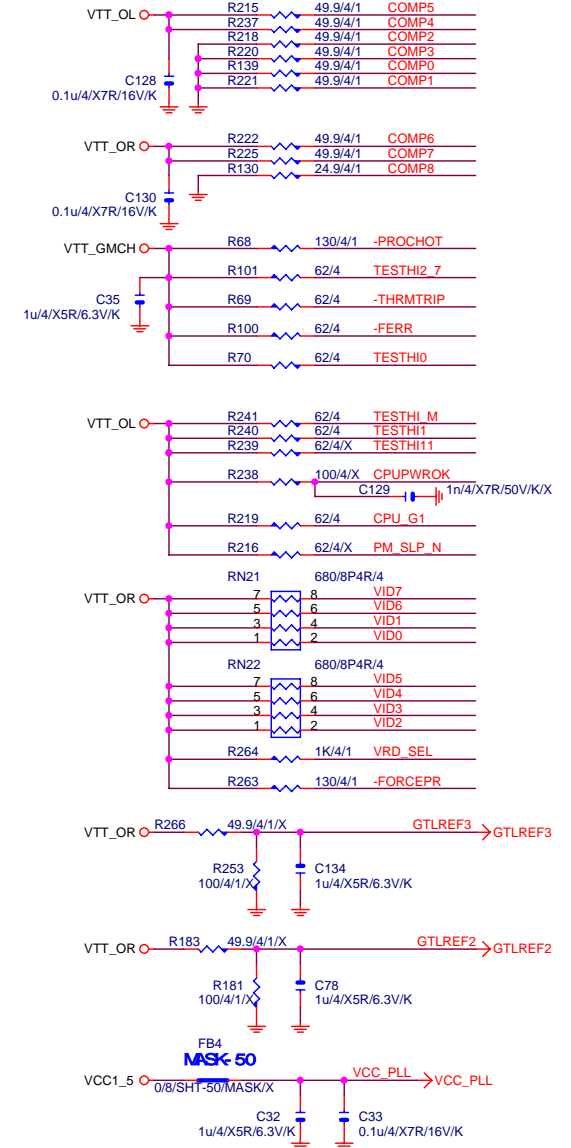 VTT_OL R215 49.9/4/1 COMP5
R237 49.9/4/1 COMP4
R218 49.9/4/1 COMP2
R220 49.9/4/1 COMP3
R139 49.9/4/1 COMP0
R221 49.9/4/1 COMP1
C128
0.1u/4/X7R/16V/K
VTT_OR R222 49.9/4/1 COMP6
R225 49.9/4/1 COMP7
R130 24.9/4/1 COMP8
C130
0.1u/4/X7R/16V/K
VTT_GMCH R68 130/4/1 -PROCHOT
R101 62/4 TESTHI2_7
C35
1u/4/X5R/6.3V/K
R69 62/4 -THRMTRIP
R100 62/4 -FERR
R70 62/4 TESTHI0
VTT_OL R241 62/4 TESTHI_M
R240 62/4 TESTHI1
R239 62/4/X TESTHI11
R238 100/4/X CPUPWROK
C129 1n/4/X7R/50V/K/X
R219 62/4 CPU_G1
R216 62/4/X PM_SLP_N
RN21 680/8P4R/4
VTT_OR 7 8 VID7
5 6 VID6
3 4 VID1
1 2 VID0
RN22 680/8P4R/4
7 8 VID5
5 6 VID4
3 4 VID3
1 2 VID2
R264 1K/4/1 VRD_SEL
R263 130/4/1 -FORCEPR
VTT_OR R266 49.9/4/1/X GTLREF3 GTLREF3
R253
100/4/1/X
C134
1u/4/X5R/6.3V/K
VTT_OR R183 49.9/4/1/X GTLREF2 GTLREF2
R181
100/4/1/X
C78
1u/4/X5R/6.3V/K
FB4
MASK-50
VCC1_5 0/8/SHT-50/MASK/X VCC_PLL VCC_PLL
C32
1u/4/X5R/6.3V/K
C33
0.1u/4/X7R/16V/K